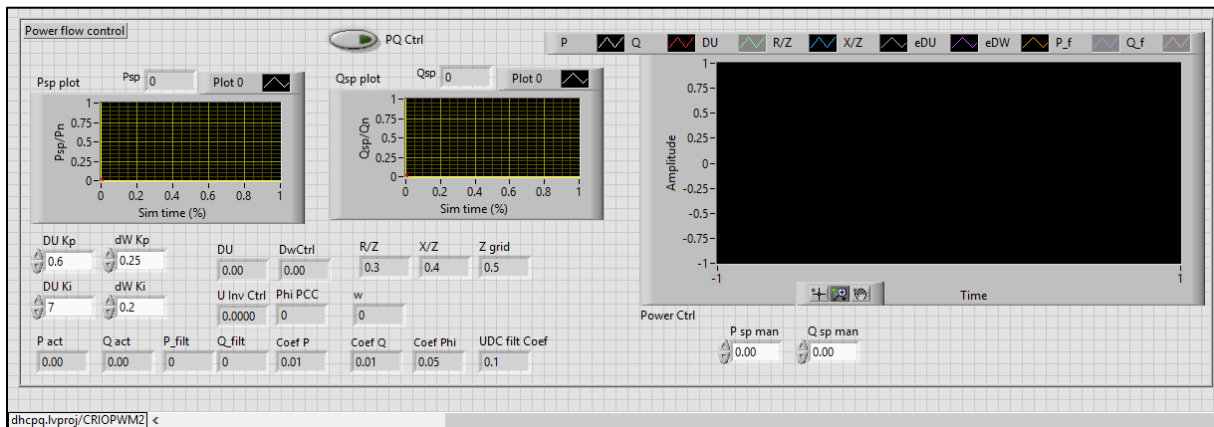 Power flow control
PQ Ctrl
P Q DU R/Z X/Z eDU eDW P_f Q_f
Psp plot Psp 0 Plot 0
Psp/Pn
1
0.75
0.5
0.25
0
0 0.2 0.4 0.6 0.8 1
Sim time (%)
Qsp plot Qsp 0 Plot 0
Qsp/Qn
1
0.75
0.5
0.25
0
0 0.2 0.4 0.6 0.8 1
Sim time (%)
Amplitude
1
0.75
0.5
0.25
0
-0.25
-0.5
-0.75
-1
-1 1
Time
DU Kp dW Kp DU DwCtrl R/Z X/Z Z grid
0.6 0.25 0.00 0.00 0.3 0.4 0.5
DU Ki dW Ki U Inv Ctrl Phi PCC w
7 0.2 0.0000 0 0
P act Q act P_filt Q_filt Coef P Coef Q Coef Phi UDC filt Coef
0.00 0.00 0 0 0.01 0.01 0.05 0.1
Power Ctrl
P sp man Q sp man
0.00 0.00
dhcpq.lvproj/CRIOPWM2 <